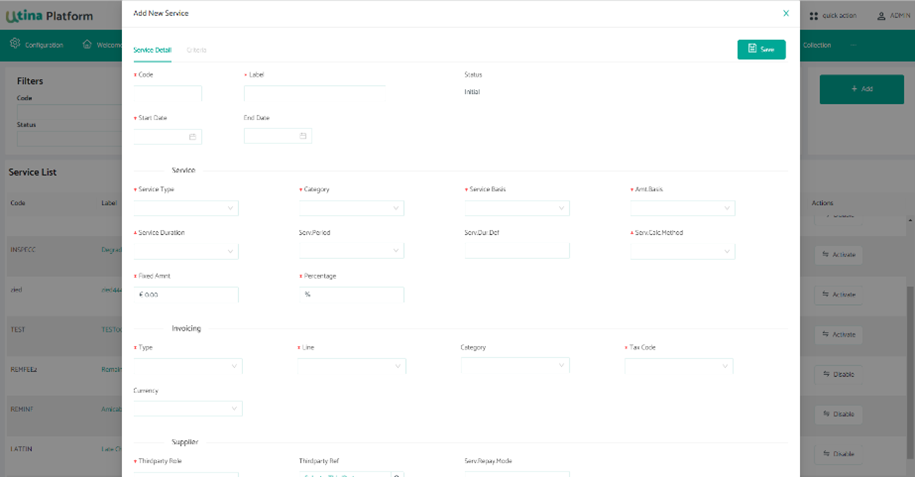 Utina Platform
Add New Service
quick action
ADMIN
Configuration
Welcome
Service Detail
Criteria
Save
Collection
Filters
Code
Status
* Code
* Label
Status
Initial
+ Add
* Start Date
End Date
Service List
Service
Code
Label
Actions
* Service Type
* Category
* Service Basis
* Amt.Basis
Disable
* Service Duration
Serv.Period
Serv.Dur.Def
* Serv.Calc.Method
INSPECC
Degrad
Activate
* Fixed Amnt
* Percentage
€ 0.00
%
Activate
TEST
Invoicing
Activate
* Type
* Line
Category
* Tax Code
REMFEE2
Remain
Disable
Currency
REMINF
Disable
Supplier
LATEIN
Disable
* Thirdparty Role
Thirdparty Ref
Serv.Repay Mode